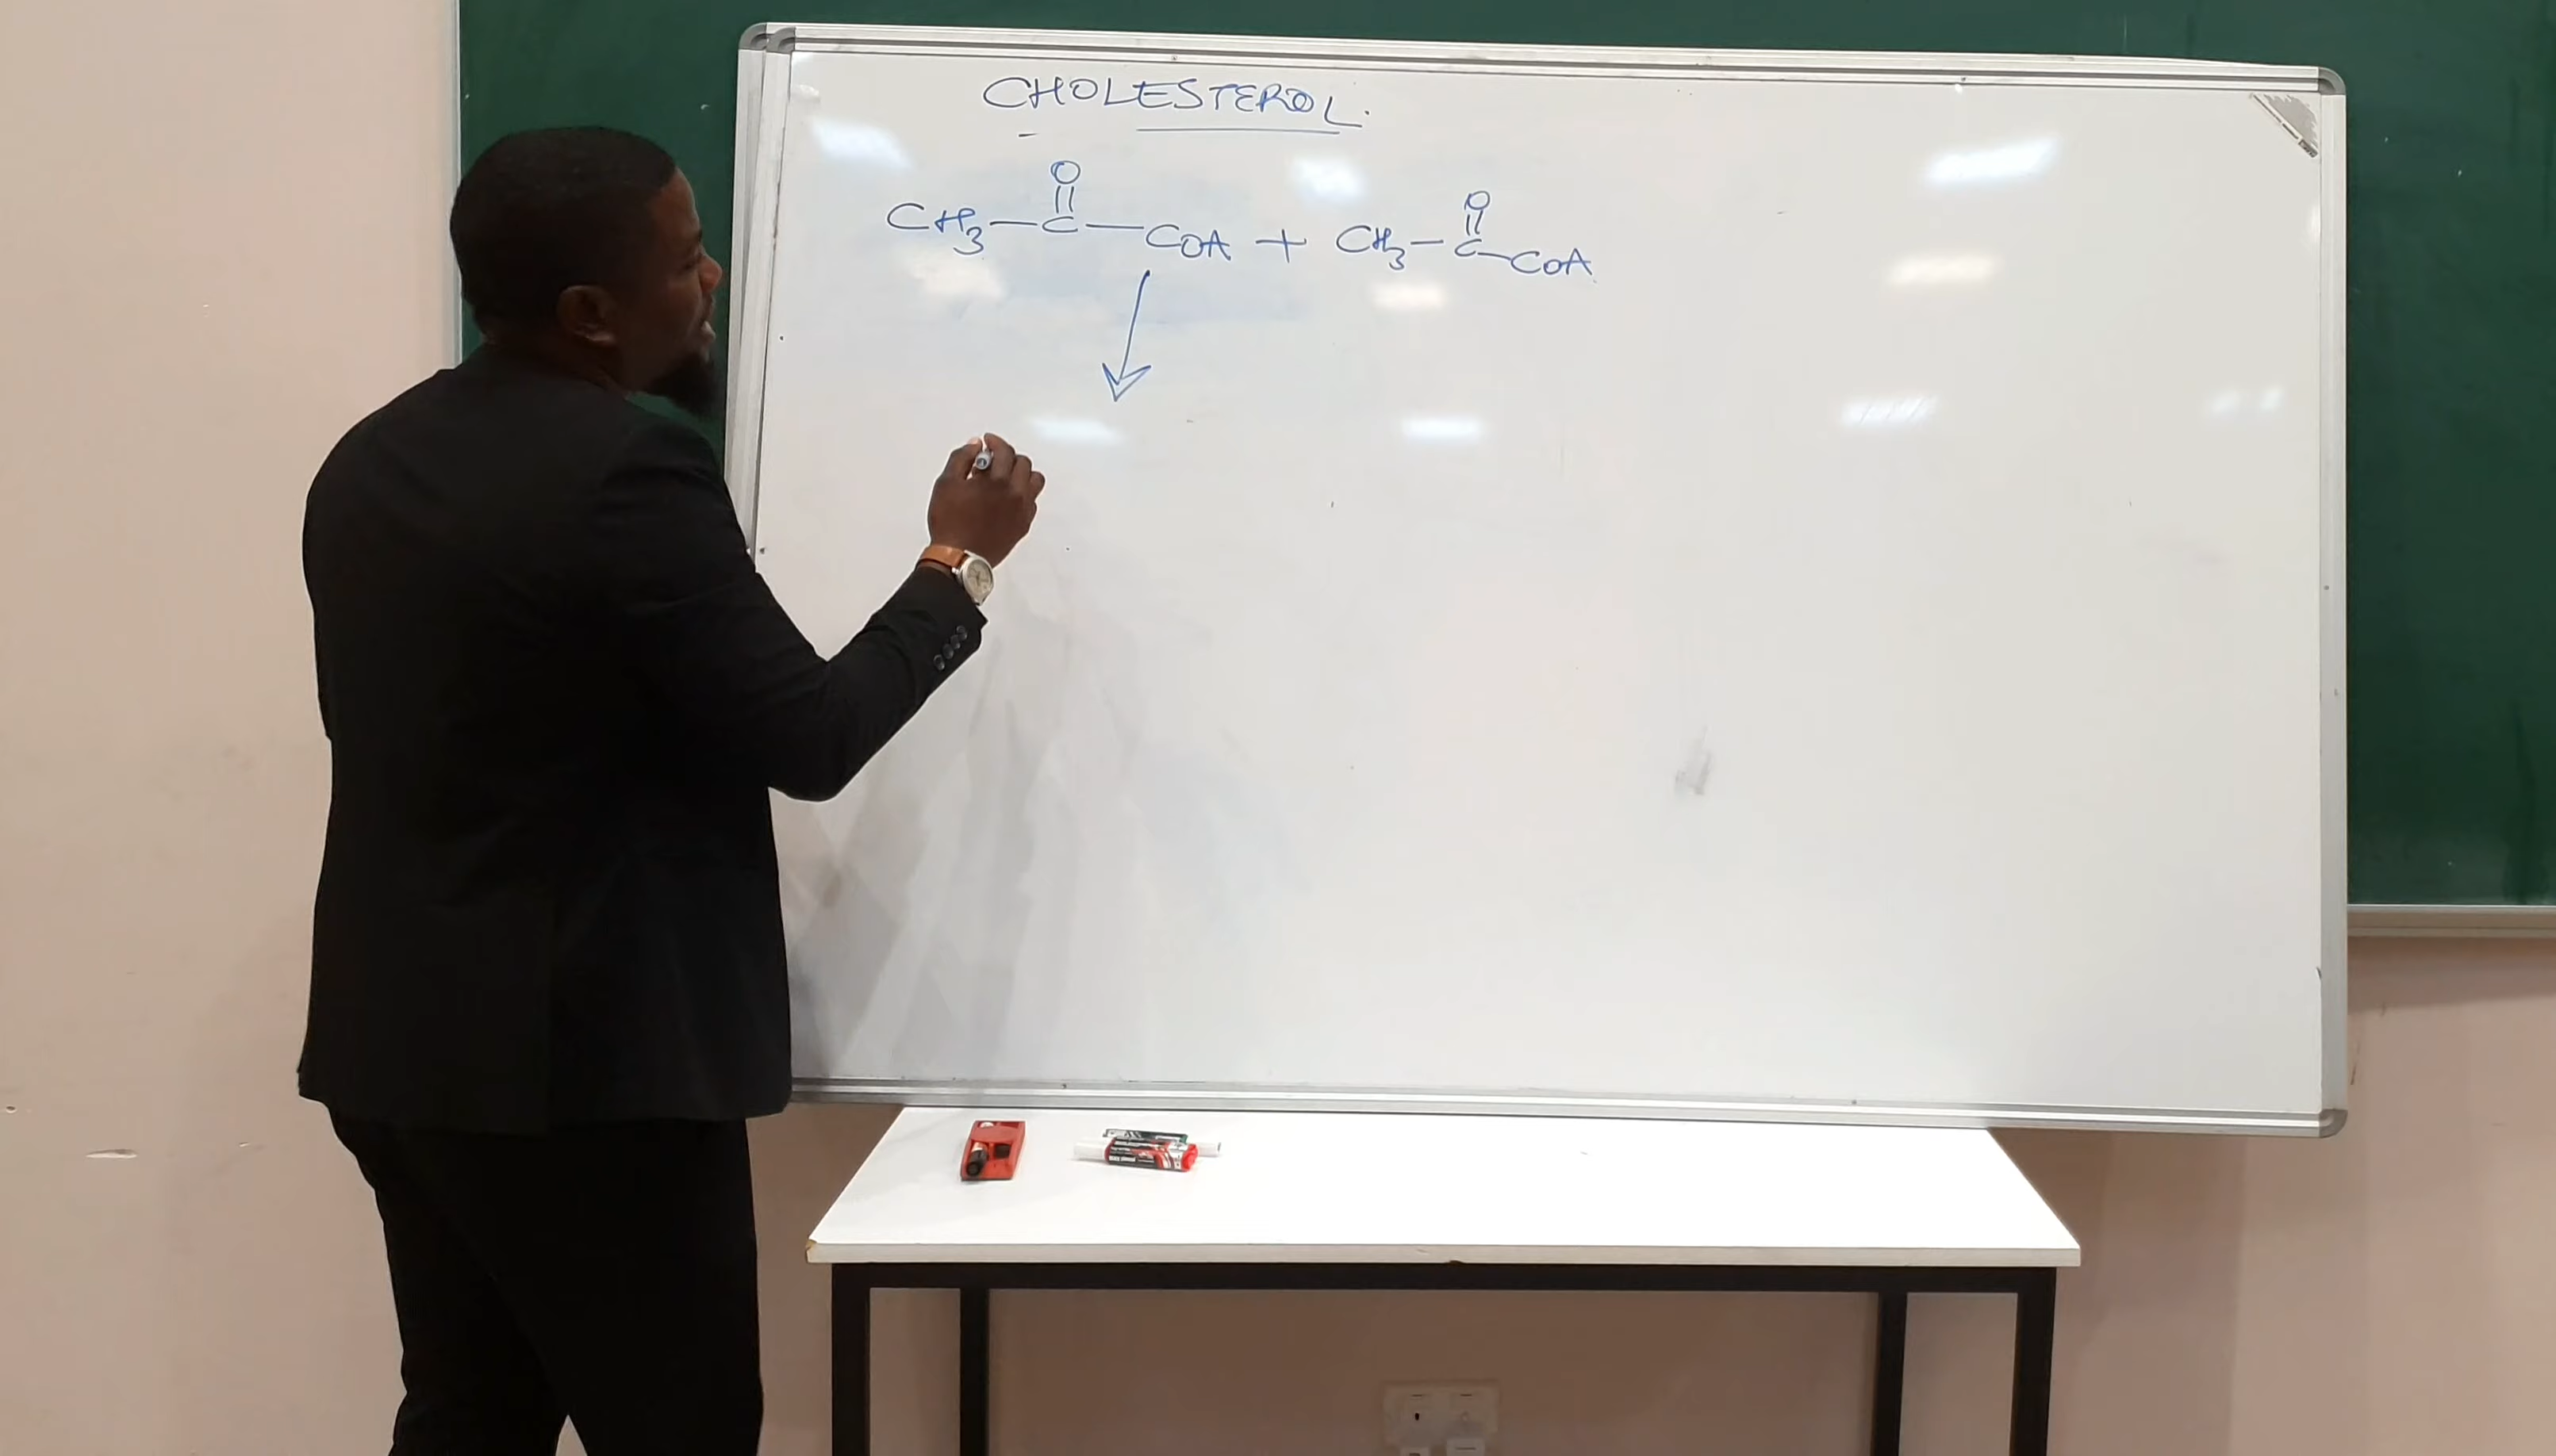 CHOLESTEROL.
O O
CH3 — C — COA + CH3 — C — COA